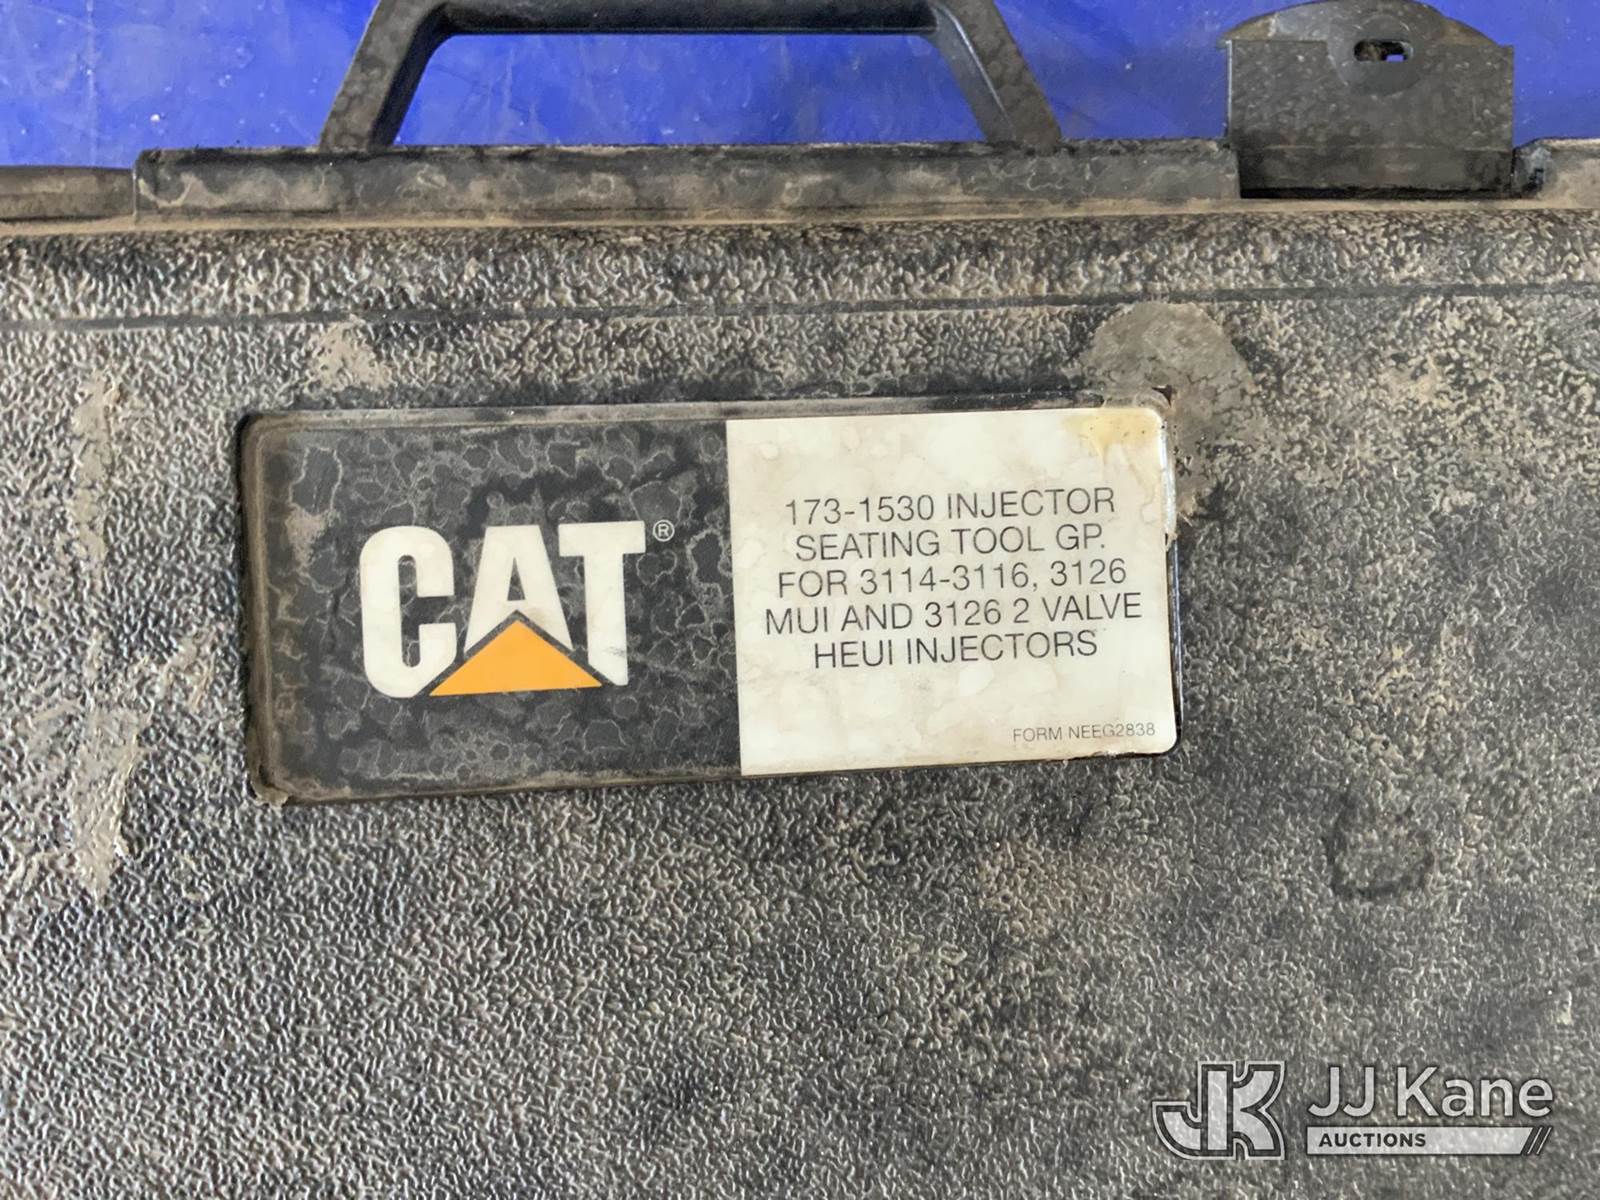 CAT®
173-1530 INJECTOR
SEATING TOOL GP.
FOR 3114-3116, 3126
MUI AND 3126 2 VALVE
HEUI INJECTORS
FORM NEEG2838
JK JJ Kane
AUCTIONS